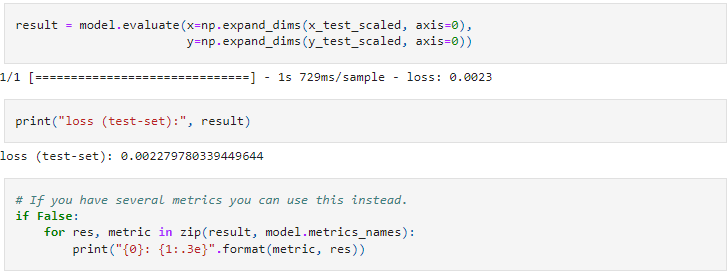 result = model.evaluate(x=np.expand_dims(x_test_scaled, axis=0),
                        y=np.expand_dims(y_test_scaled, axis=0))
1/1 [==============================] - 1s 729ms/sample - loss: 0.0023
print("loss (test-set):", result)
loss (test-set): 0.002279780339449644
# If you have several metrics you can use this instead.
if False:
    for res, metric in zip(result, model.metrics_names):
        print("{0}: {1:.3e}".format(metric, res))